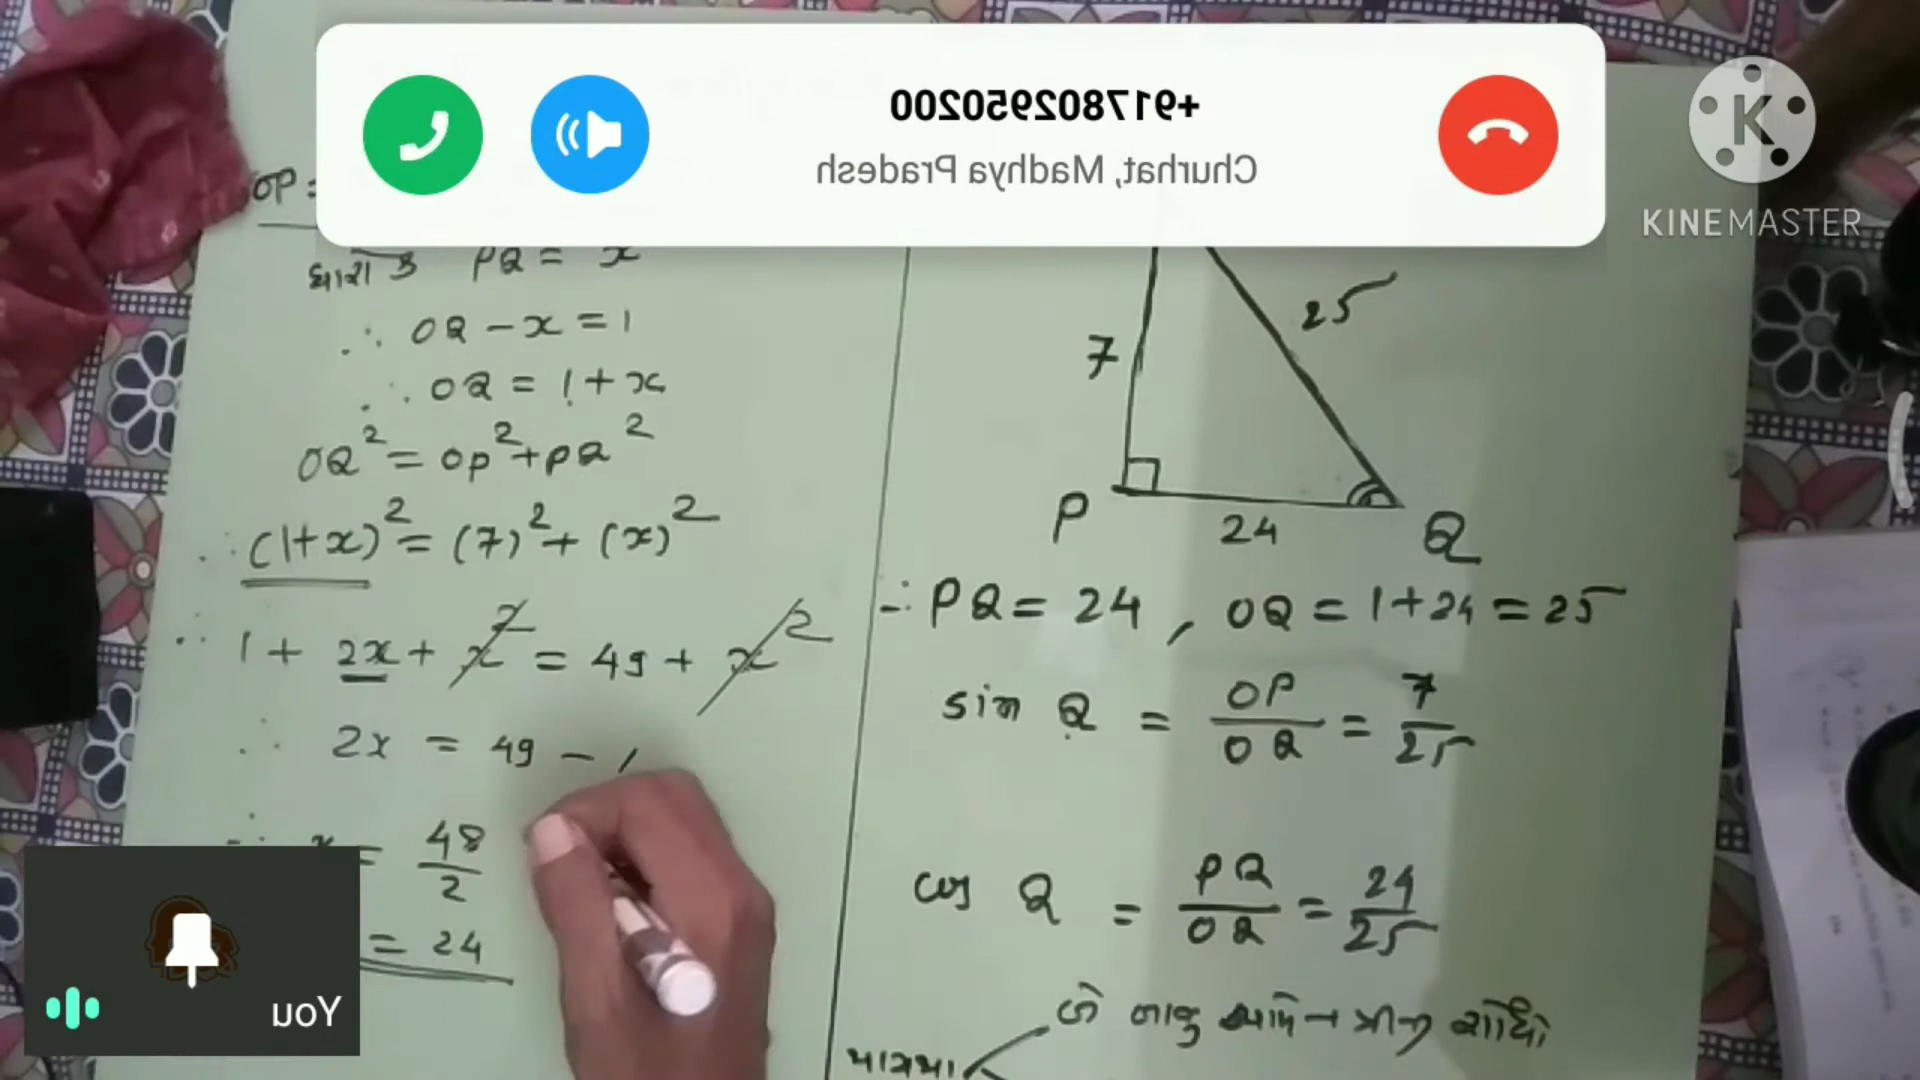 +917802950200
Churhat, Madhya Pradesh
KINEMASTER
OP =
PQ = x
∴ OQ - x = 1
∴ OQ = 1 + x
OQ² = OP² + PQ²
∴ (1+x)² = (7)² + (x)²
∴ 1 + 2x + x² = 49 + x²
∴ 2x = 49 - 1
∴ x = 48/2
= 24
You
7
25
P
24
Q
∴ PQ = 24, OQ = 1 + 24 = 25
sin Q = OP/OQ = 7/25
cos Q = PQ/OQ = 24/25